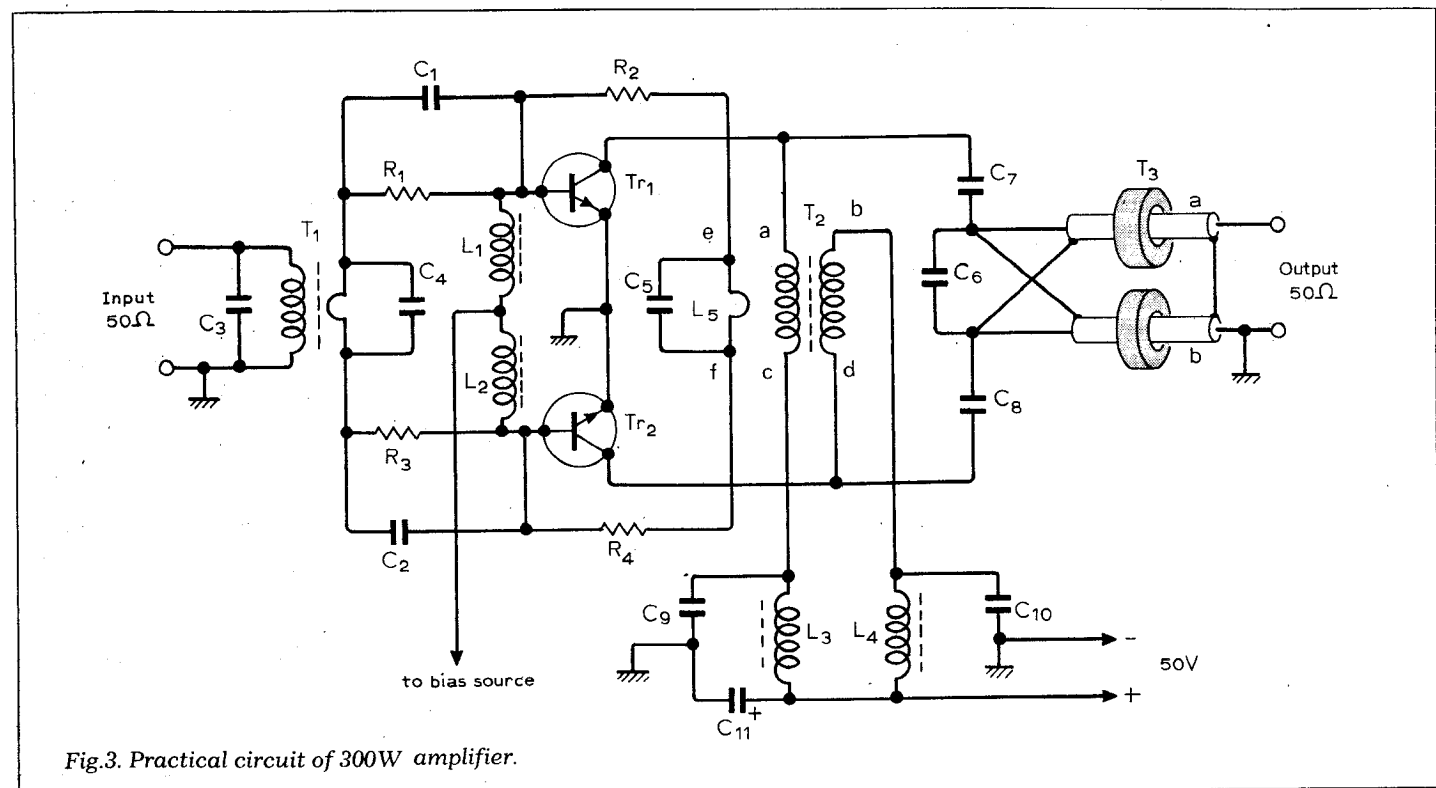 C1
R2
R1
Tr1
C7
T3
a
T1
L1
e
a
T2
b
C4
C5
C6
Input
50Ω
C3
L5
Output
50Ω
L2
f
c
d
b
Tr2
C8
R3
C2
R4
C9
L3
L4
C10
−
50V
to bias source
+
C11
+
Fig.3. Practical circuit of 300W amplifier.